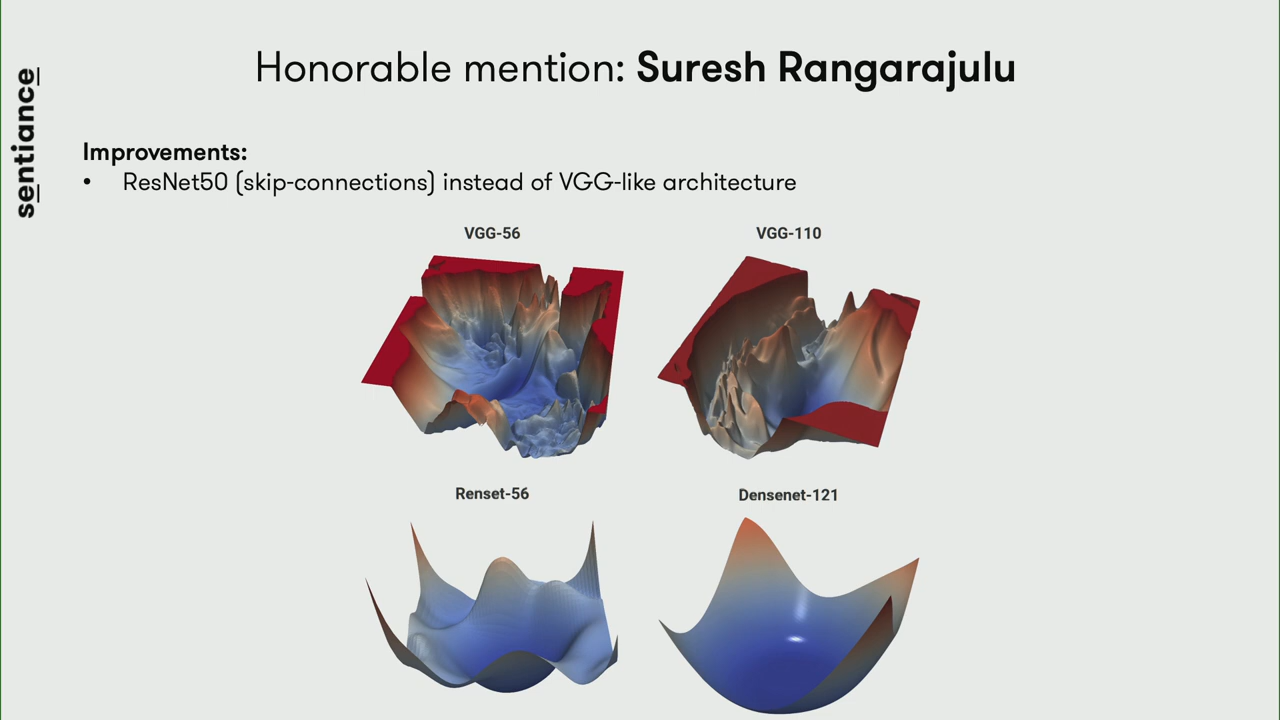 Honorable mention: Suresh Rangarajulu
sentiance
Improvements:
• ResNet50 (skip-connections) instead of VGG-like architecture
VGG-56
VGG-110
Renset-56
Densenet-121